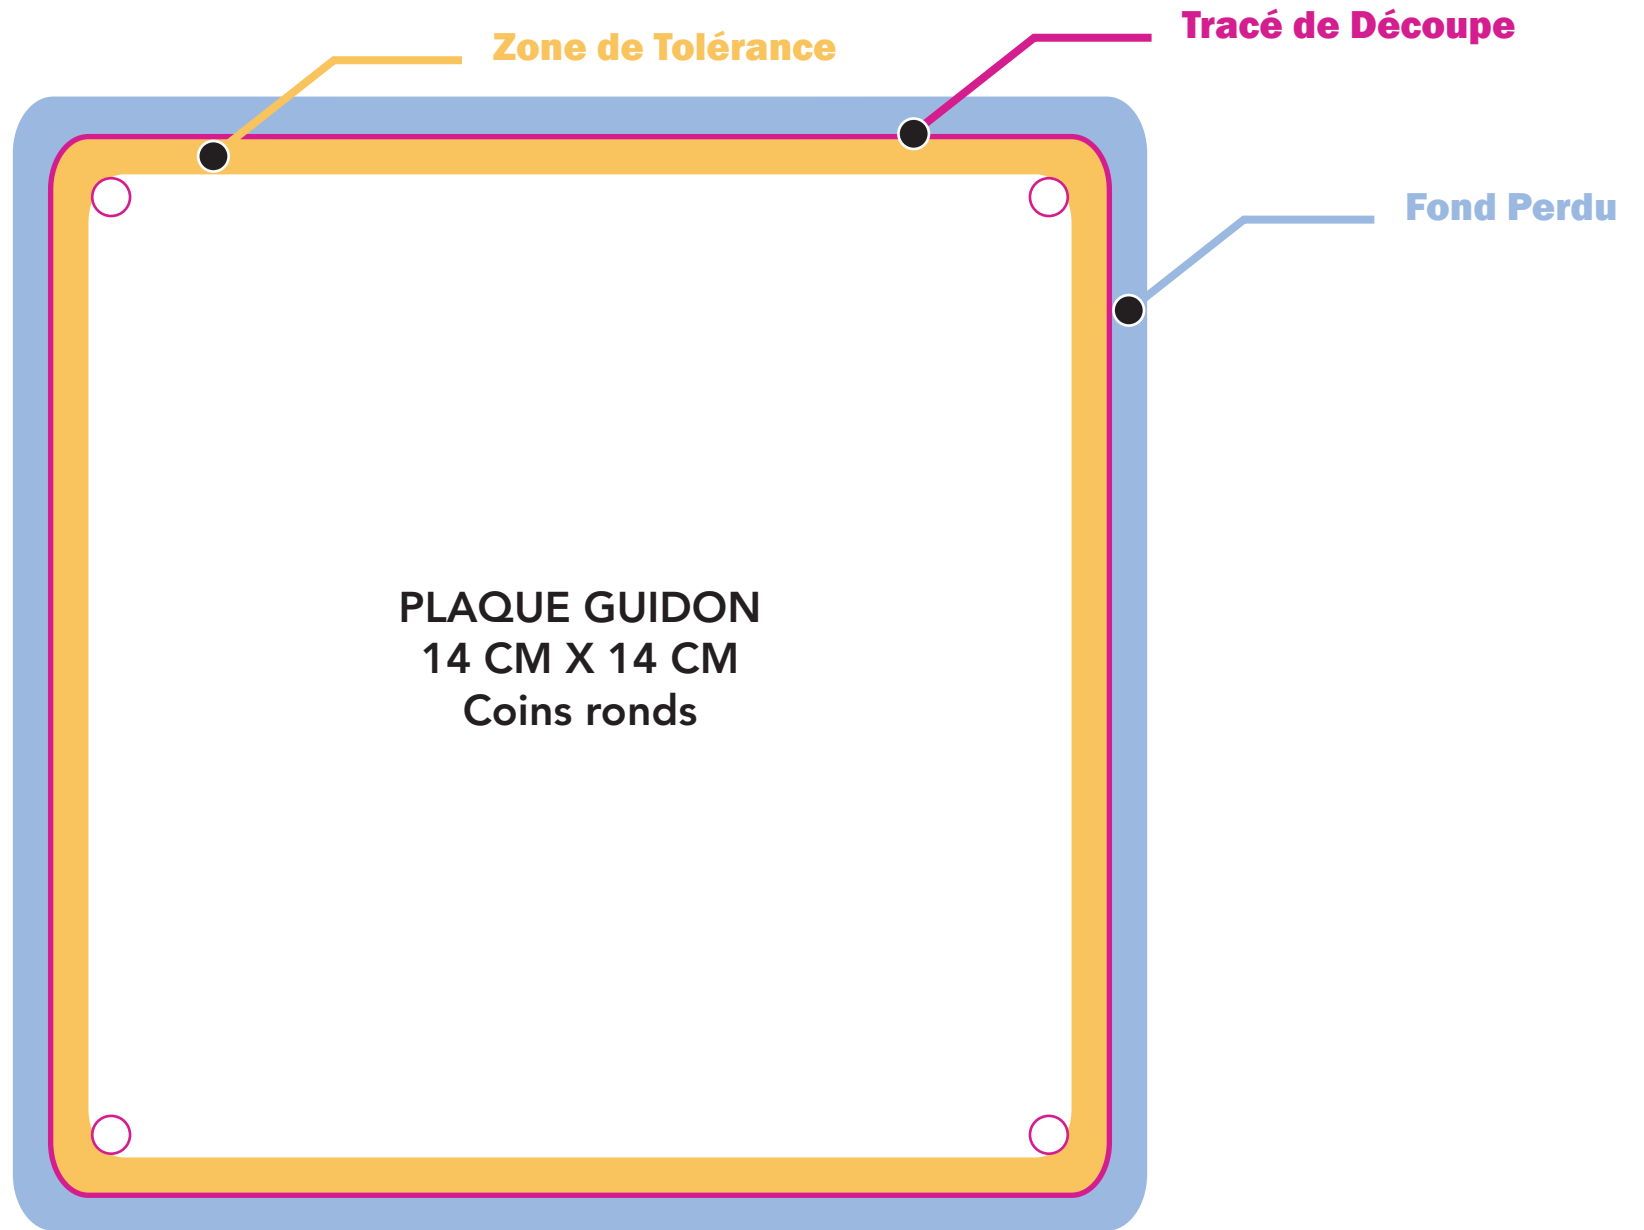 Tracé de Découpe
Zone de Tolérance
Fond Perdu
PLAQUE GUIDON
14 CM X 14 CM
Coins ronds